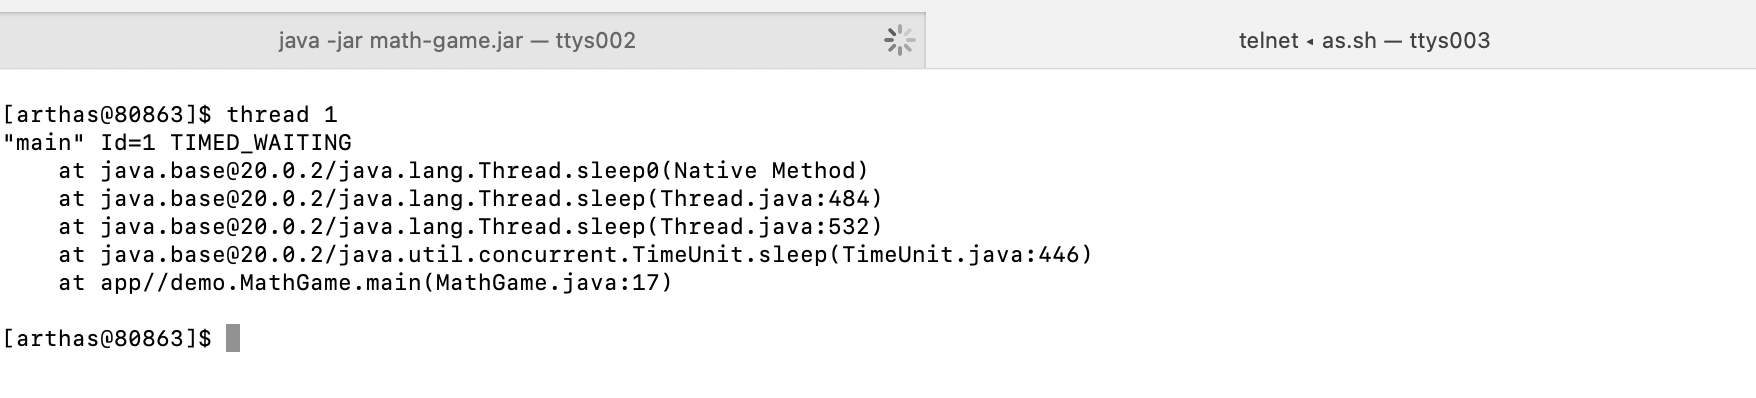 java -jar math-game.jar — ttys002
telnet ◂ as.sh — ttys003
[arthas@80863]$ thread 1
"main" Id=1 TIMED_WAITING
    at java.base@20.0.2/java.lang.Thread.sleep0(Native Method)
    at java.base@20.0.2/java.lang.Thread.sleep(Thread.java:484)
    at java.base@20.0.2/java.lang.Thread.sleep(Thread.java:532)
    at java.base@20.0.2/java.util.concurrent.TimeUnit.sleep(TimeUnit.java:446)
    at app//demo.MathGame.main(MathGame.java:17)
[arthas@80863]$